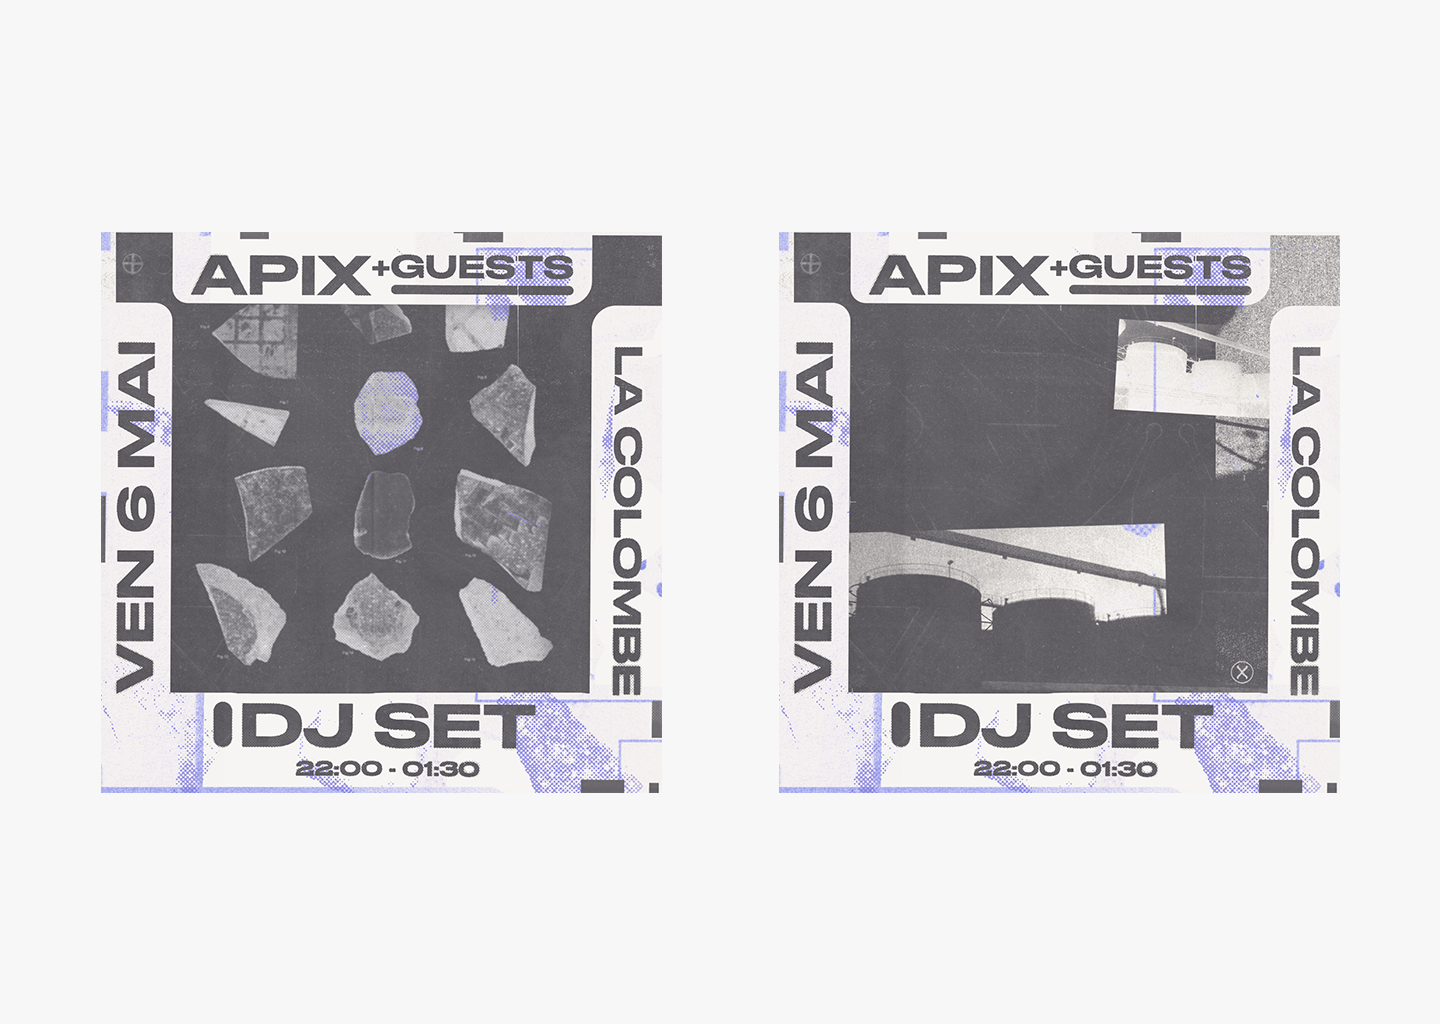 APIX+GUESTS
VEN 6 MAI
LA COLOMBE
DJ SET
22:00 - 01:30
APIX+GUESTS
VEN 6 MAI
LA COLOMBE
DJ SET
22:00 - 01:30